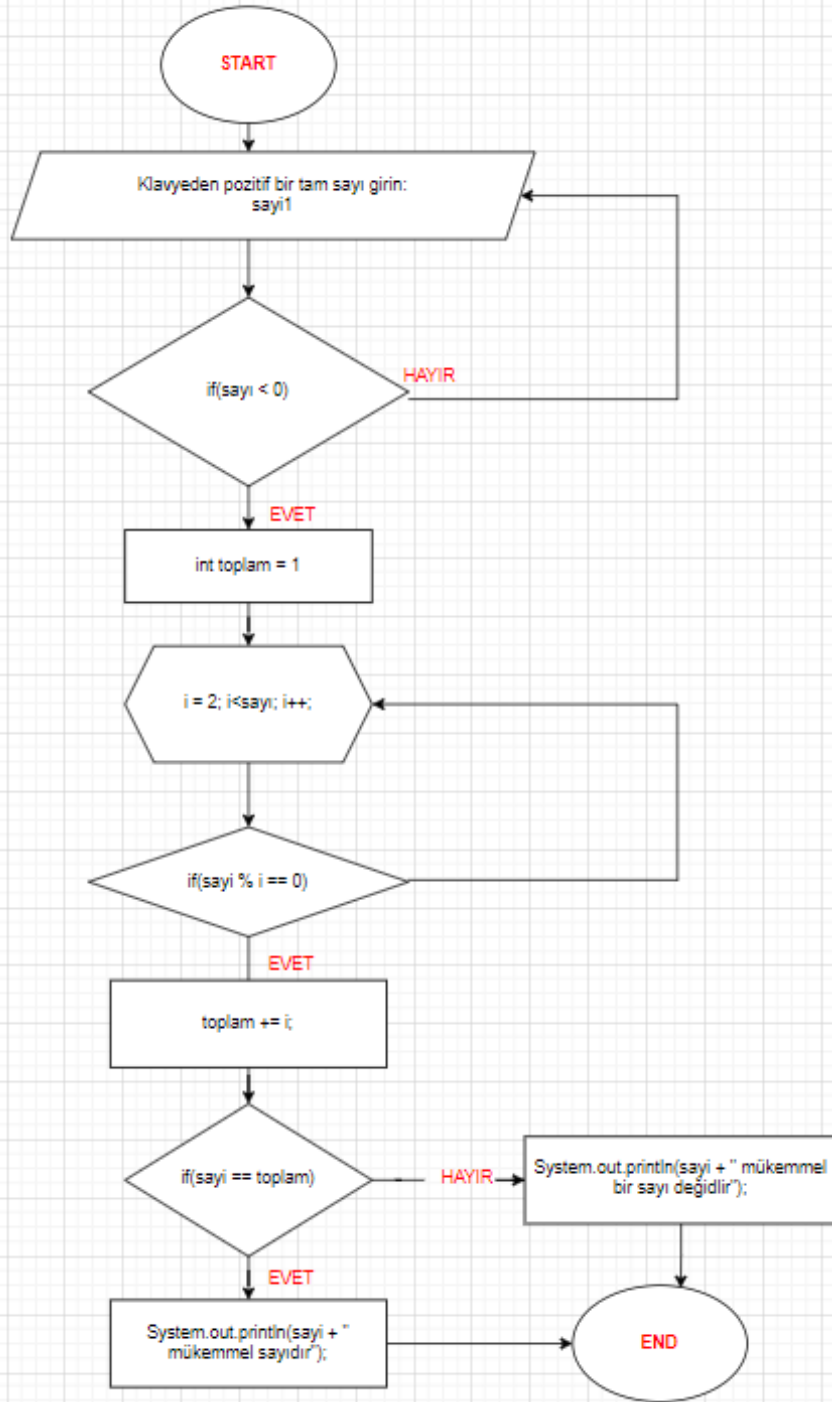 START
Klavyeden pozitif bir tam sayı girin:
sayi1
if(sayı < 0)
HAYIR
EVET
int toplam = 1
i = 2; i<sayı; i++;
if(sayi % i == 0)
EVET
toplam += i;
if(sayi == toplam)
HAYIR
System.out.println(sayi + " mükemmel
bir sayı değidlir");
EVET
System.out.println(sayi + "
mükemmel sayıdır");
END